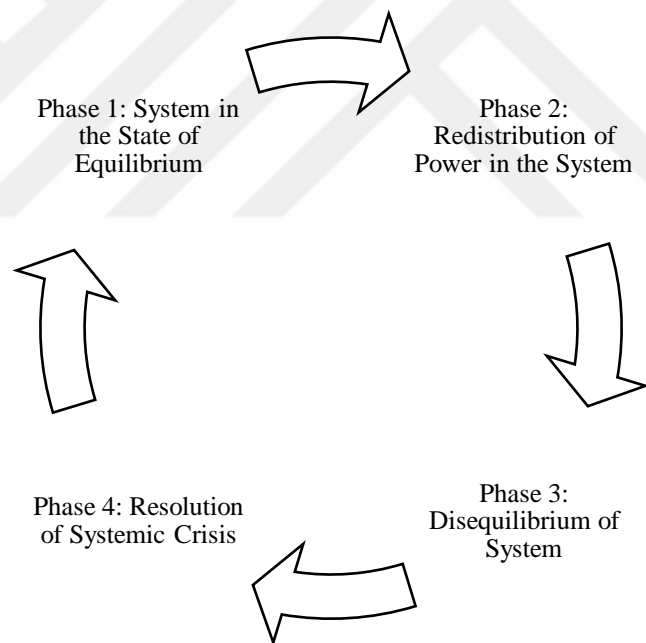 Phase 1: System in
the State of
Equilibrium
Phase 2:
Redistribution of
Power in the System
Phase 3:
Disequilibrium of
System
Phase 4: Resolution
of Systemic Crisis